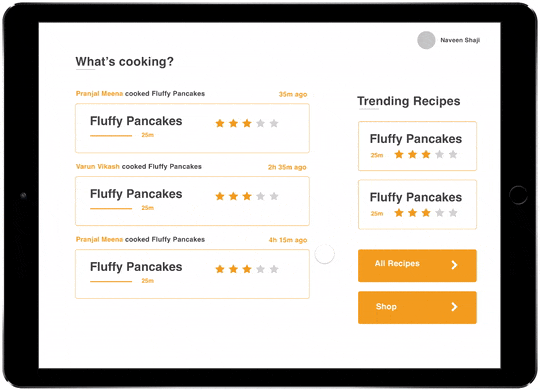 Naveen Shaji
What's cooking?
Pranjal Meena cooked Fluffy Pancakes 35m ago
Fluffy Pancakes
25m
Varun Vikash cooked Fluffy Pancakes 2h 35m ago
Fluffy Pancakes
25m
Pranjal Meena cooked Fluffy Pancakes 4h 15m ago
Fluffy Pancakes
25m
Trending Recipes
Fluffy Pancakes
25m
Fluffy Pancakes
25m
All Recipes
Shop